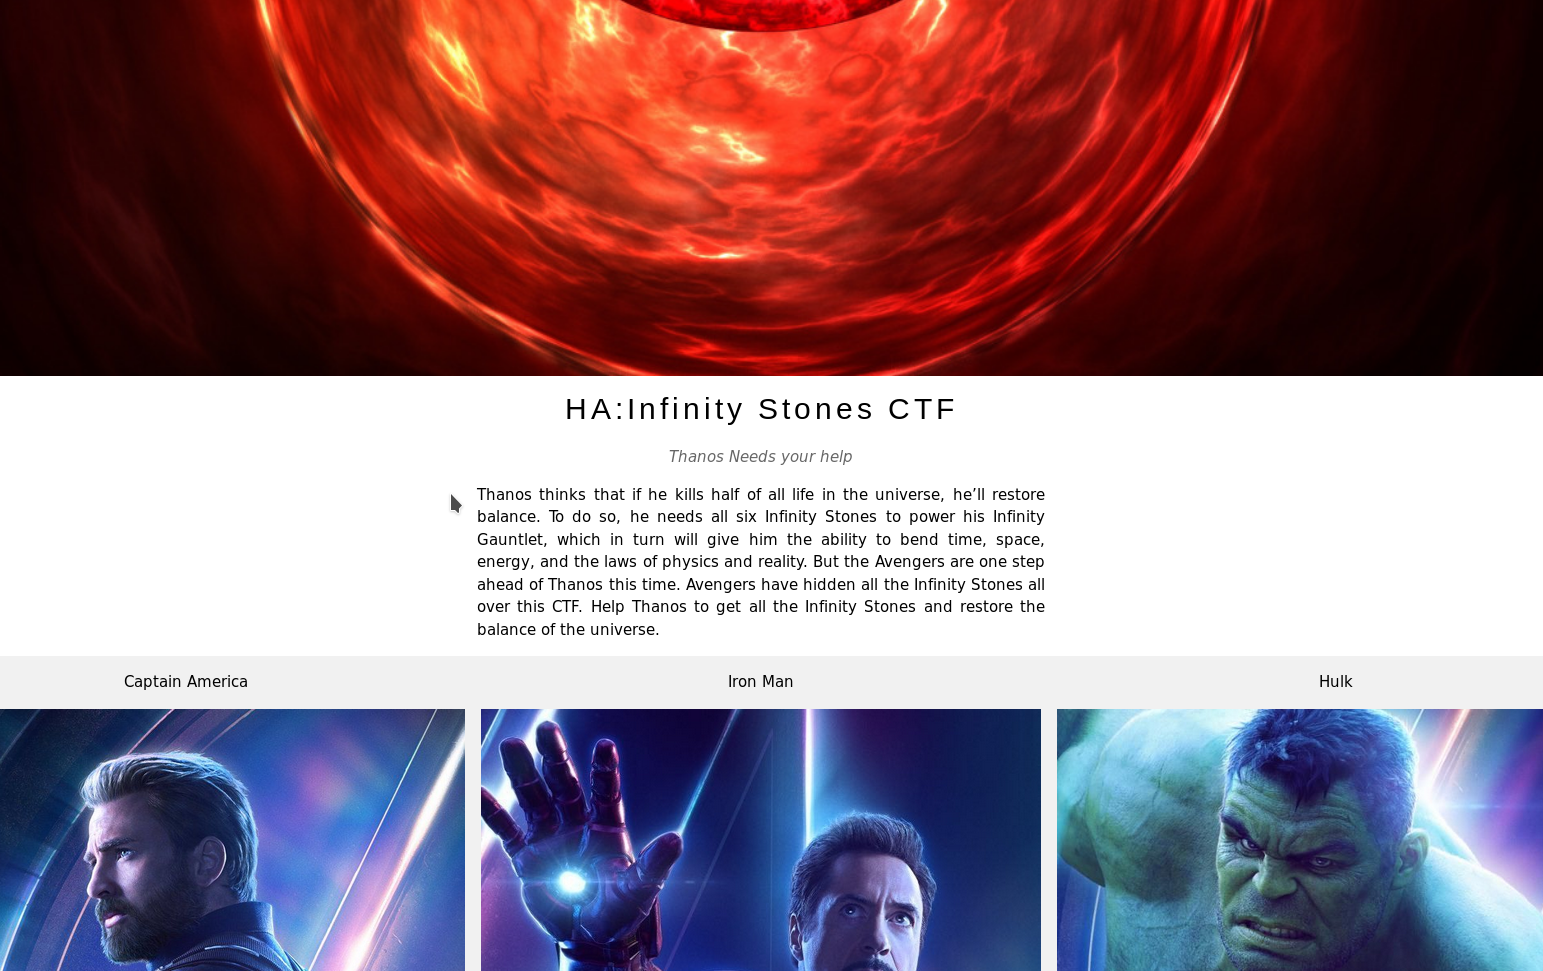 HA:Infinity Stones CTF
Thanos Needs your help
Thanos thinks that if he kills half of all life in the universe, he’ll restore
balance. To do so, he needs all six Infinity Stones to power his Infinity
Gauntlet, which in turn will give him the ability to bend time, space,
energy, and the laws of physics and reality. But the Avengers are one step
ahead of Thanos this time. Avengers have hidden all the Infinity Stones all
over this CTF. Help Thanos to get all the Infinity Stones and restore the
balance of the universe.
Captain America
Iron Man
Hulk